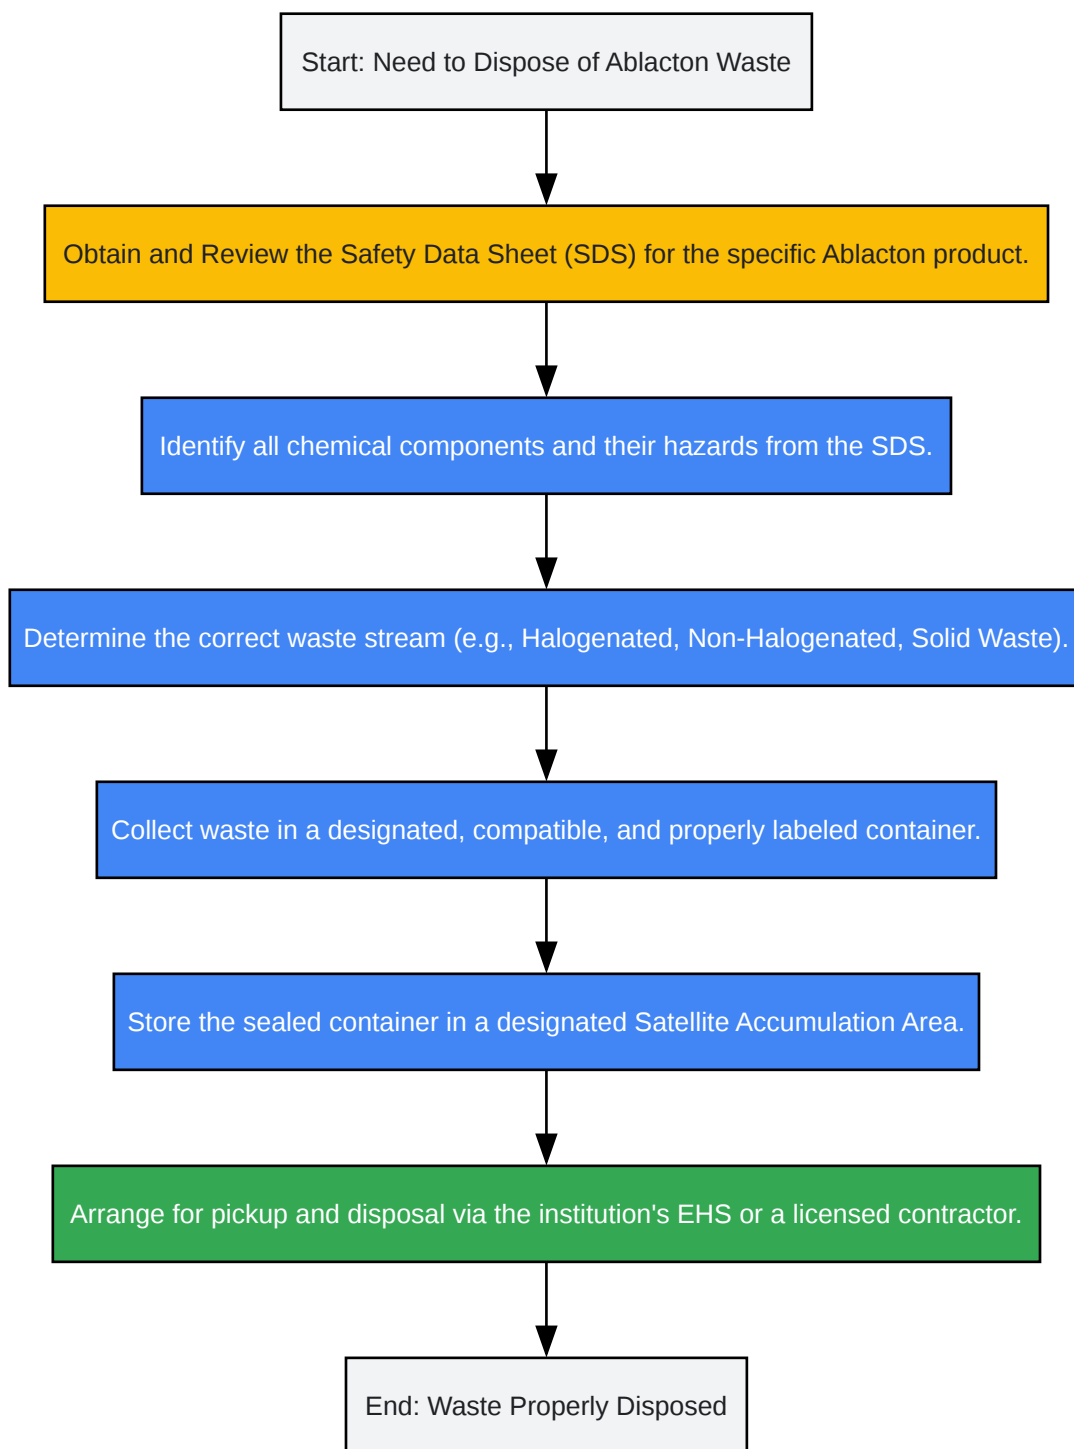 Start: Need to Dispose of Ablacton Waste
Obtain and Review the Safety Data Sheet (SDS) for the specific Ablacton product.
Identify all chemical components and their hazards from the SDS.
Determine the correct waste stream (e.g., Halogenated, Non-Halogenated, Solid Waste).
Collect waste in a designated, compatible, and properly labeled container.
Store the sealed container in a designated Satellite Accumulation Area.
Arrange for pickup and disposal via the institution's EHS or a licensed contractor.
End: Waste Properly Disposed